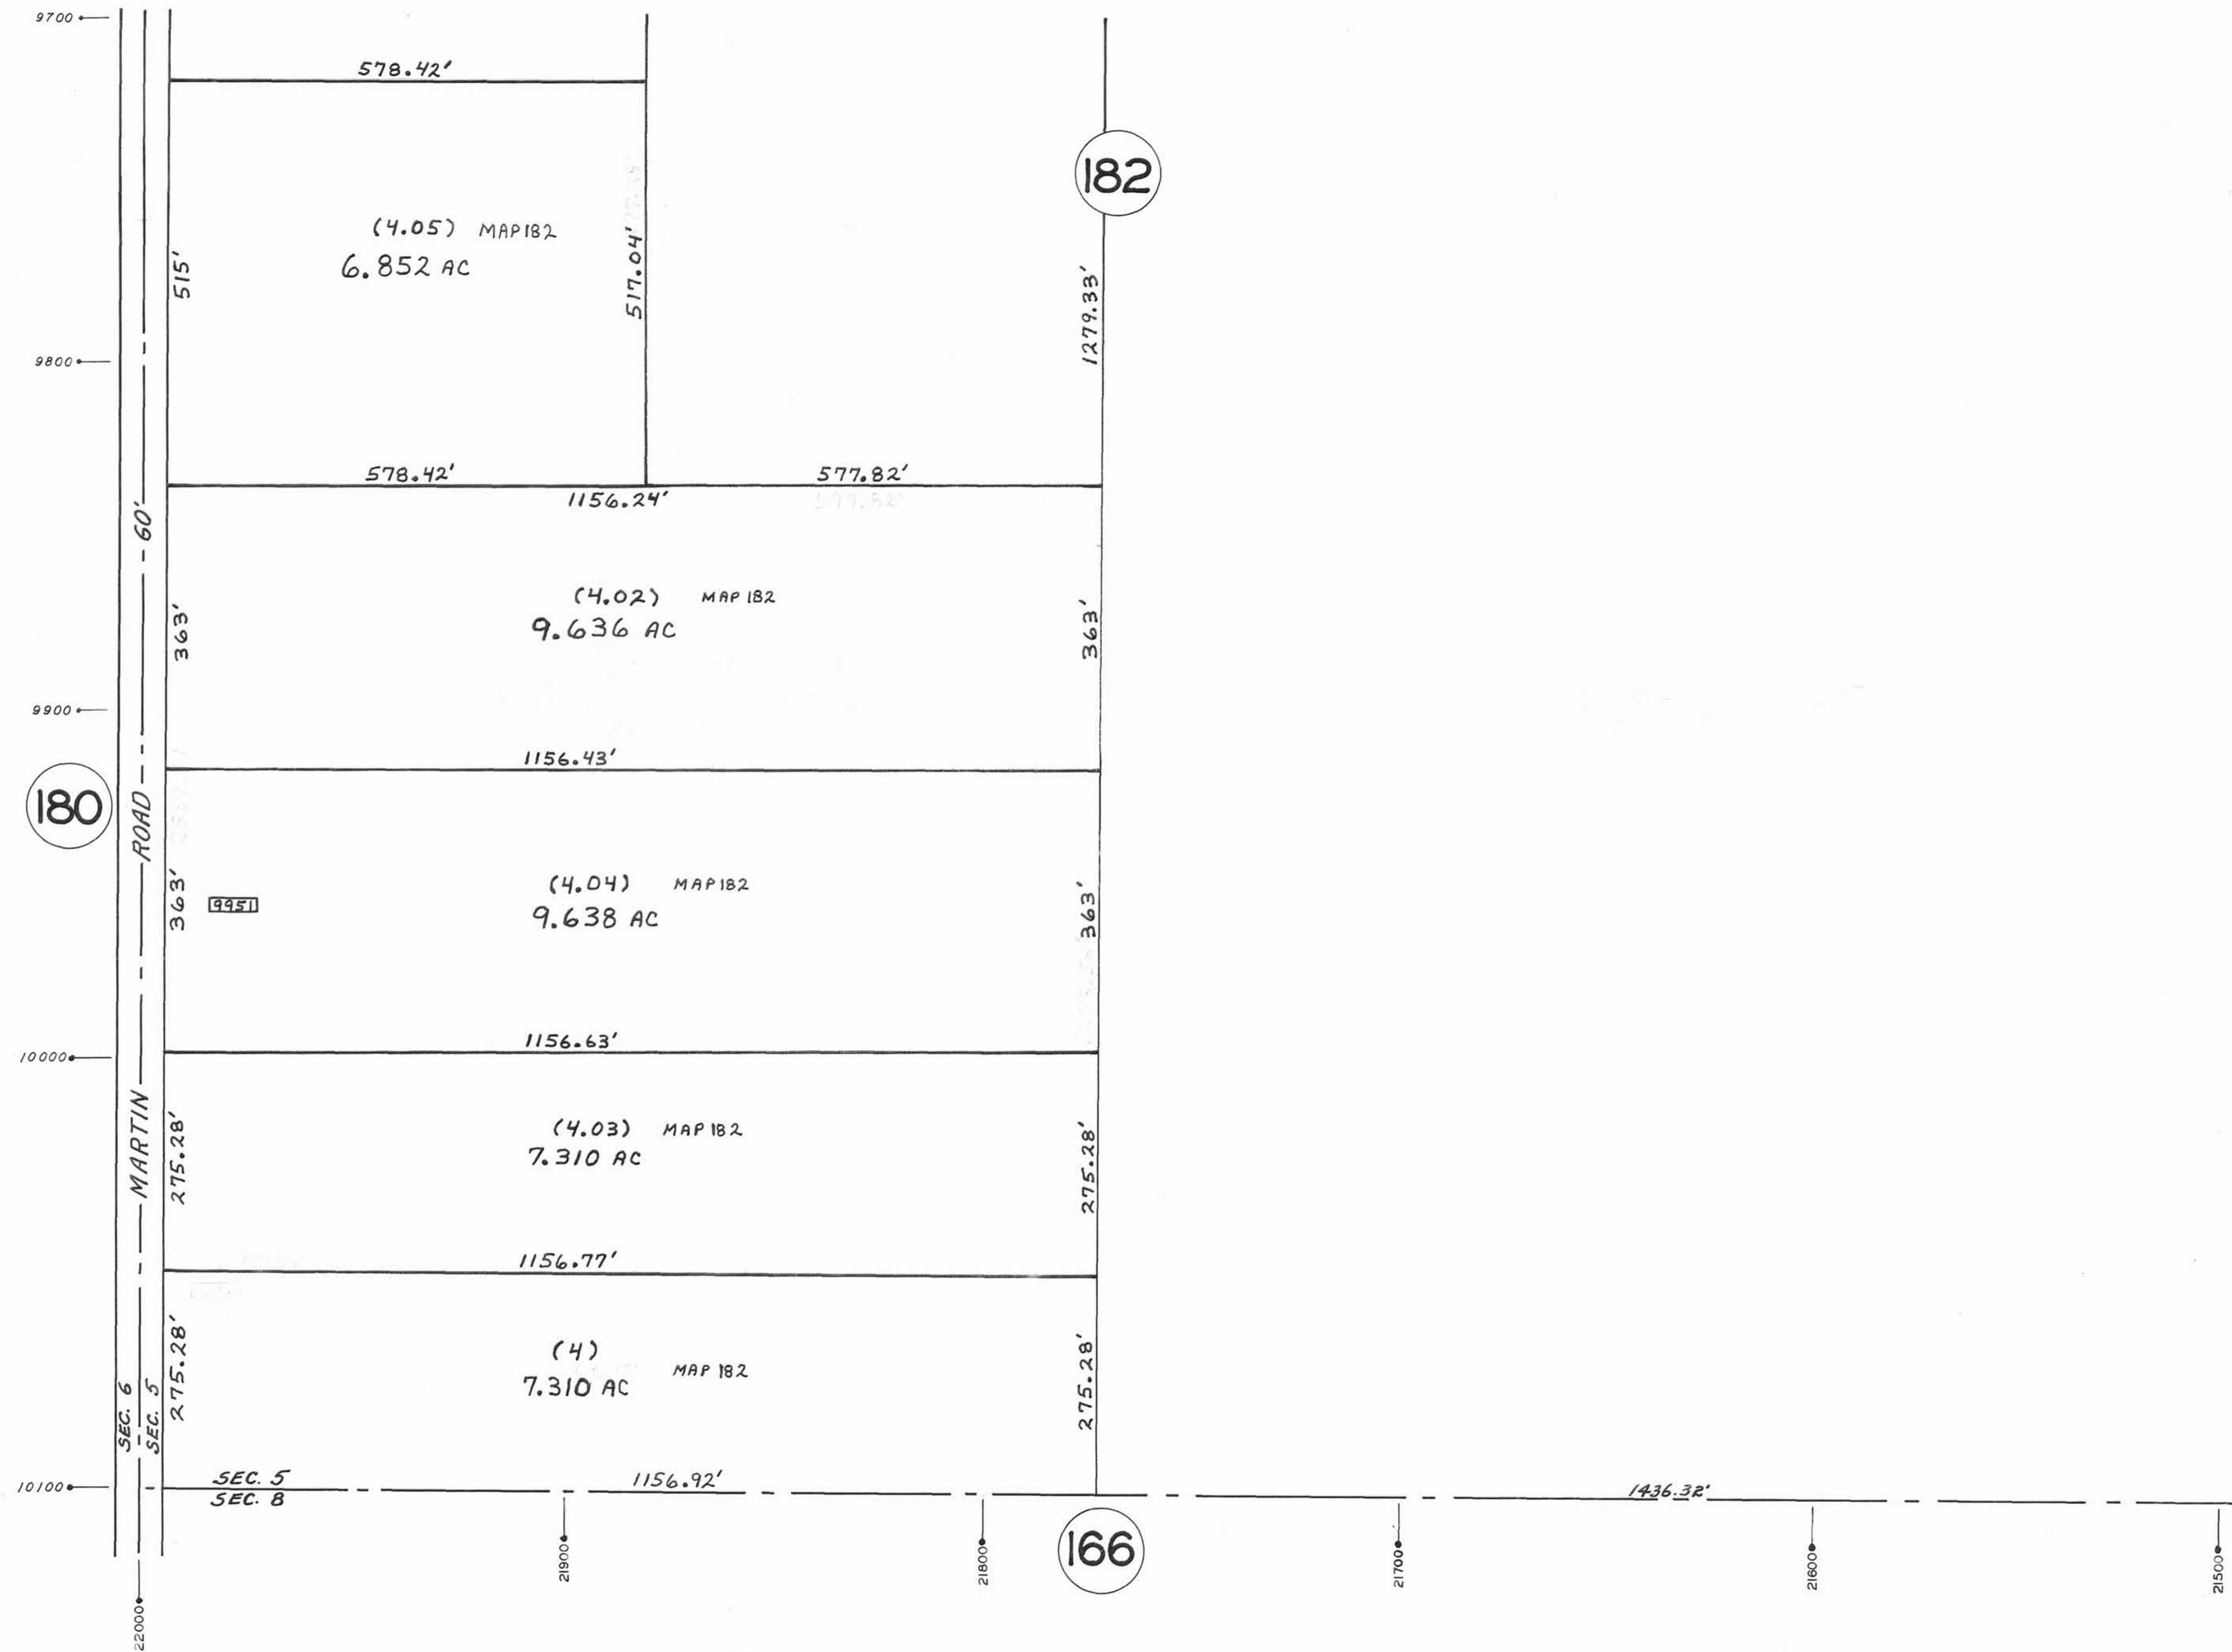 9700
578.42'
182
(4.05) MAP 182
6.852 AC
515'
517.04'
1279.33'
9800
578.42'
577.82'
1156.24'
60'
(4.02) MAP 182
9.636 AC
363'
363'
9900
1156.43'
180
ROAD
(4.04) MAP 182
9.638 AC
363'
9951
363'
1156.63'
10000
MARTIN
(4.03) MAP 182
7.310 AC
275.28'
275.28'
1156.77'
(4)
MAP 182
7.310 AC
275.28'
275.28'
SEC. 6
SEC. 5
10100
SEC. 5
SEC. 8
1156.92'
1436.32'
166
22000
21900
21800
21700
21600
21500